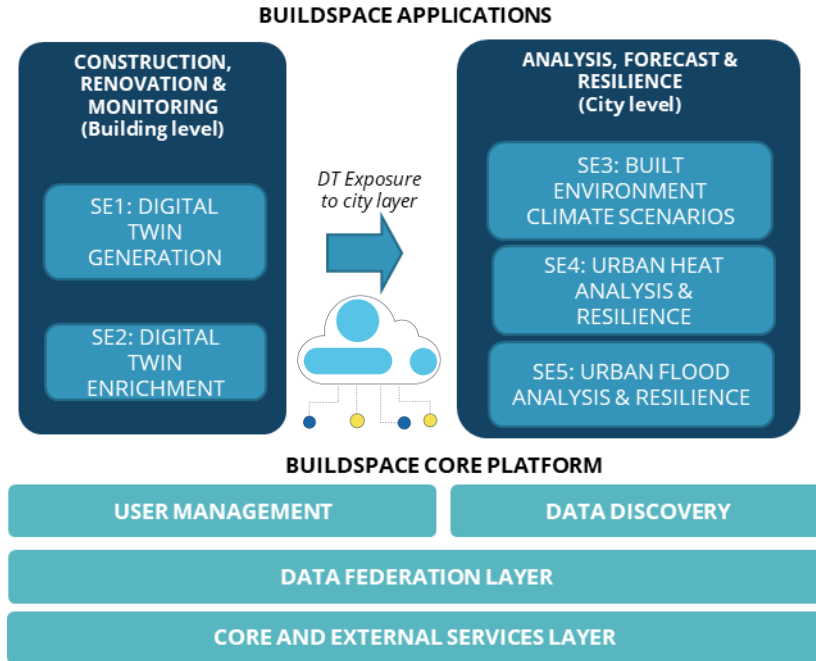 BUILDSPACE APPLICATIONS
CONSTRUCTION,
RENOVATION &
MONITORING
(Building level)
SE1: DIGITAL
TWIN
GENERATION
SE2: DIGITAL
TWIN
ENRICHMENT
DT Exposure
to city layer
ANALYSIS, FORECAST &
RESILIENCE
(City level)
SE3: BUILT
ENVIRONMENT
CLIMATE SCENARIOS
SE4: URBAN HEAT
ANALYSIS &
RESILIENCE
SE5: URBAN FLOOD
ANALYSIS & RESILIENCE
BUILDSPACE CORE PLATFORM
USER MANAGEMENT
DATA DISCOVERY
DATA FEDERATION LAYER
CORE AND EXTERNAL SERVICES LAYER